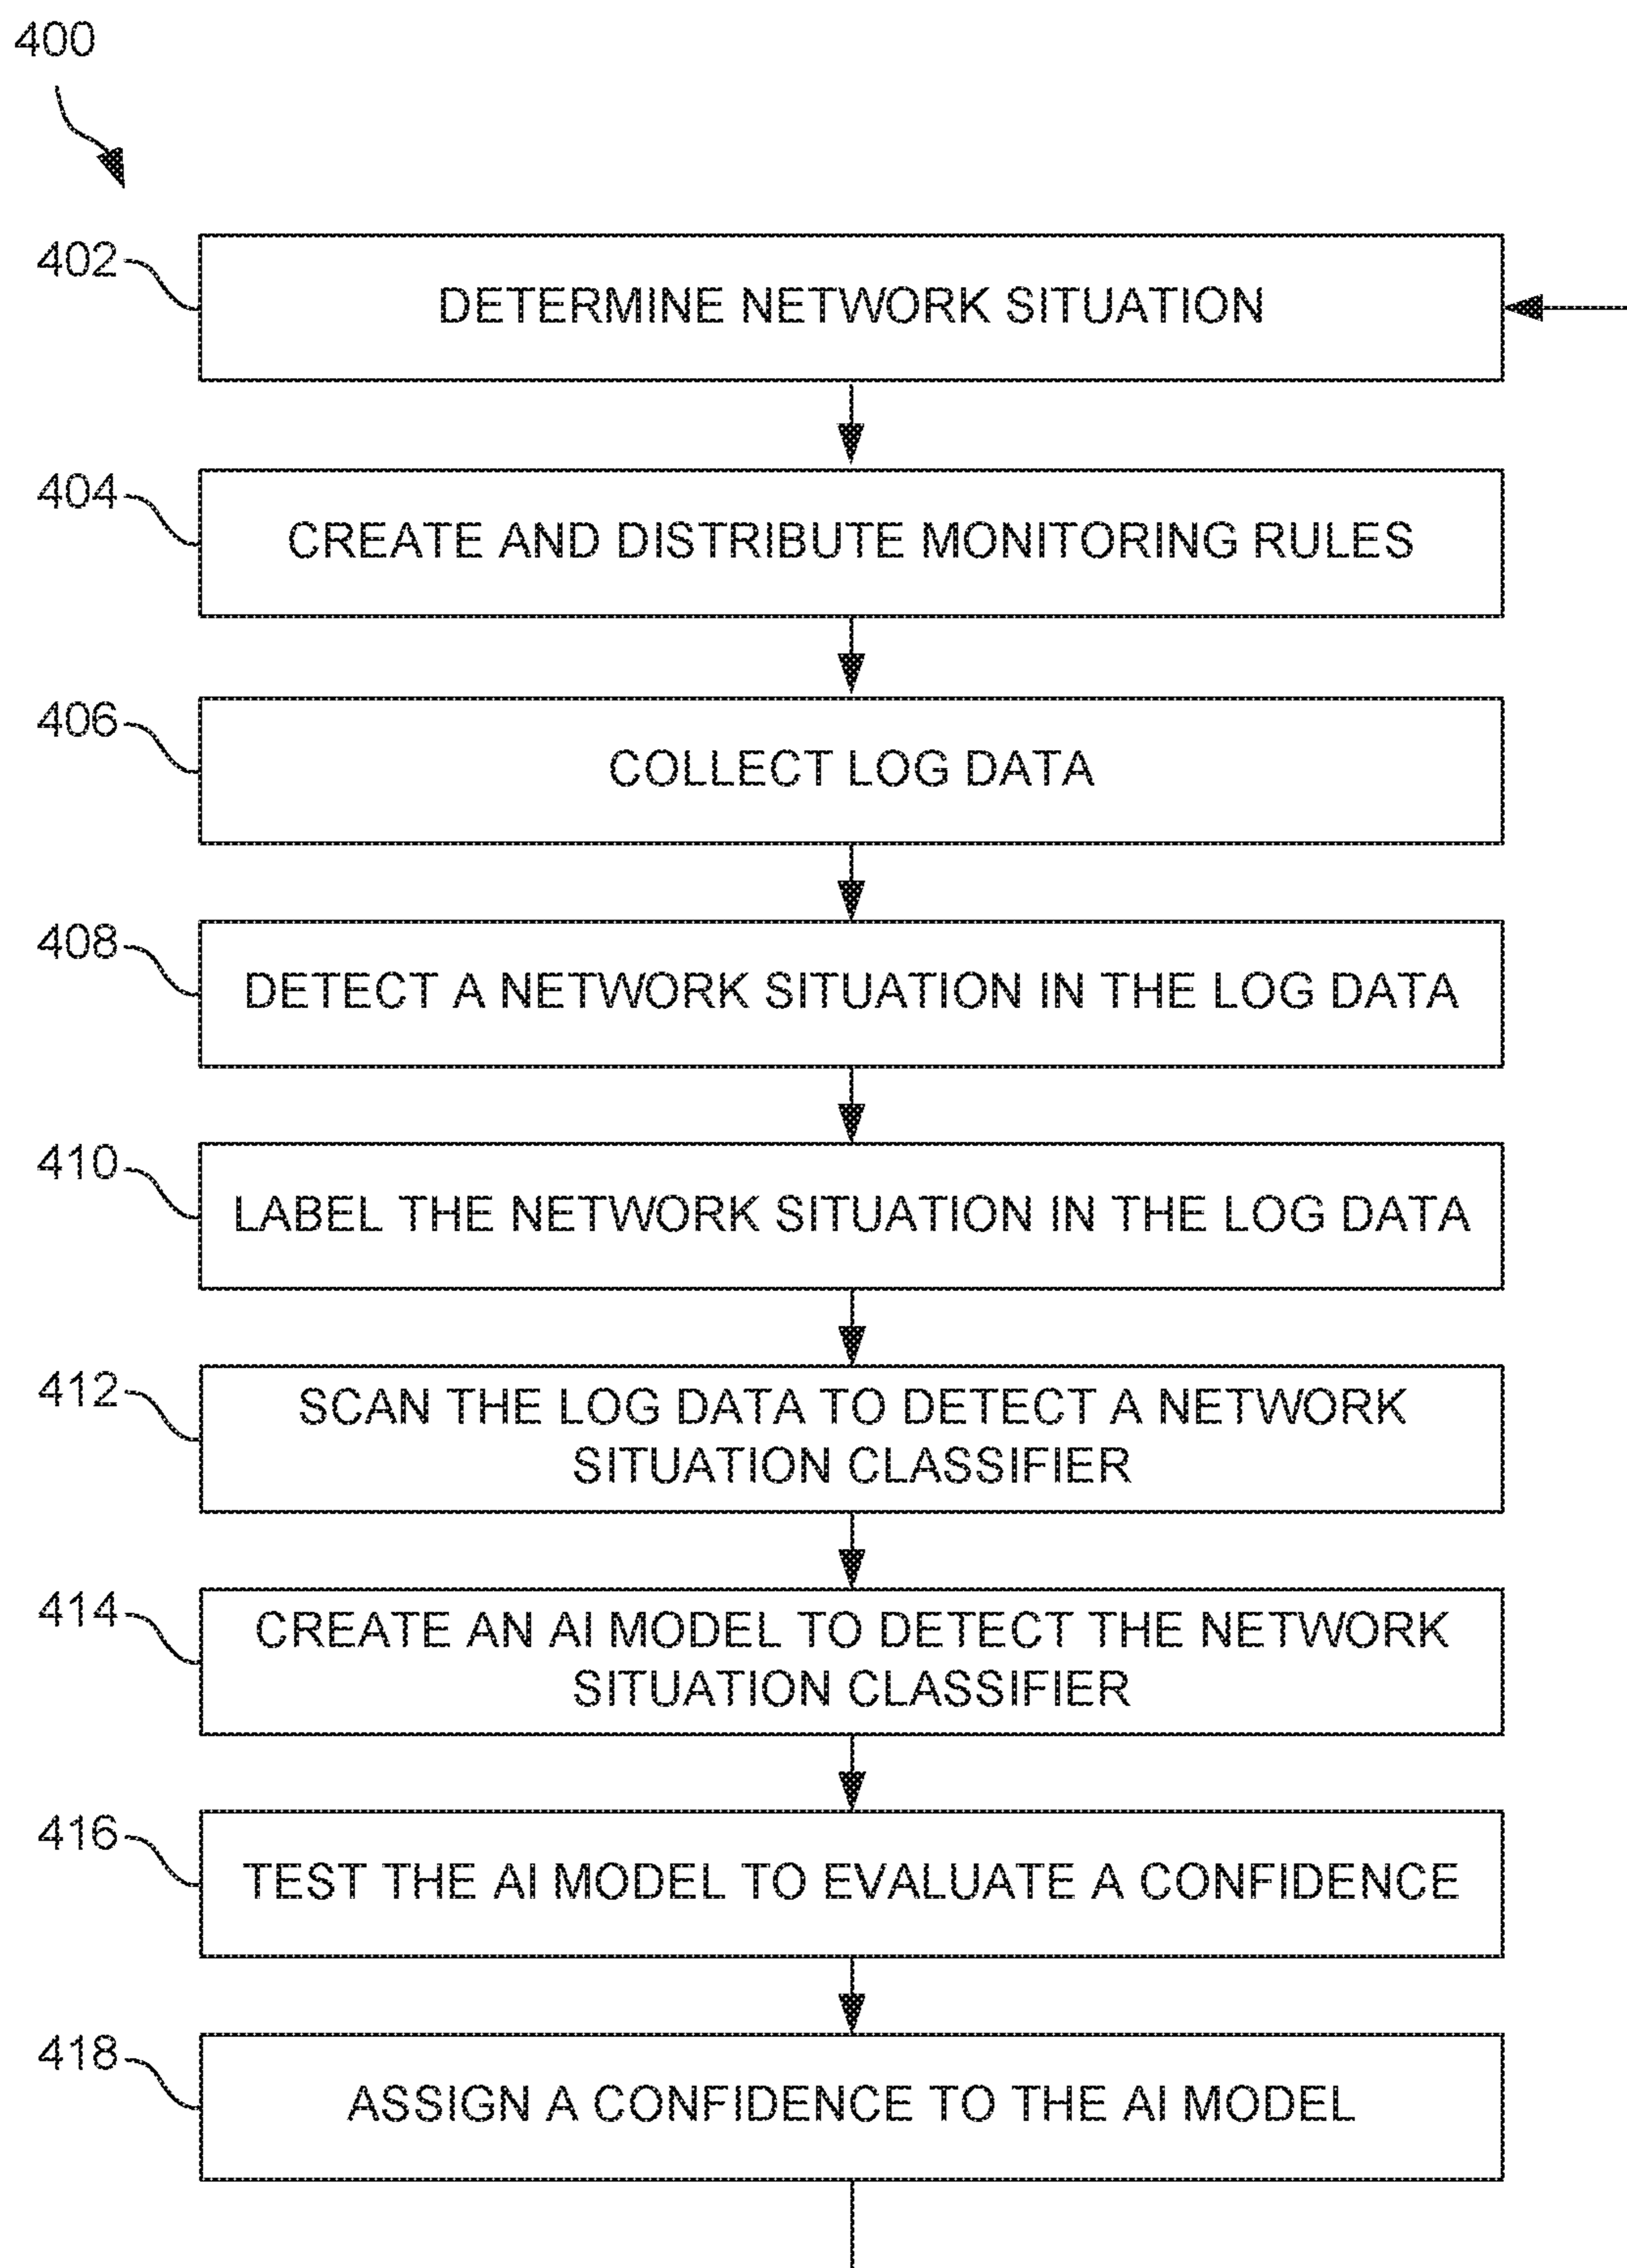 400
402
DETERMINE NETWORK SITUATION
404
CREATE AND DISTRIBUTE MONITORING RULES
406
COLLECT LOG DATA
408
DETECT A NETWORK SITUATION IN THE LOG DATA
410
LABEL THE NETWORK SITUATION IN THE LOG DATA
412
SCAN THE LOG DATA TO DETECT A NETWORK
SITUATION CLASSIFIER
414
CREATE AN AI MODEL TO DETECT THE NETWORK
SITUATION CLASSIFIER
416
TEST THE AI MODEL TO EVALUATE A CONFIDENCE
418
ASSIGN A CONFIDENCE TO THE AI MODEL